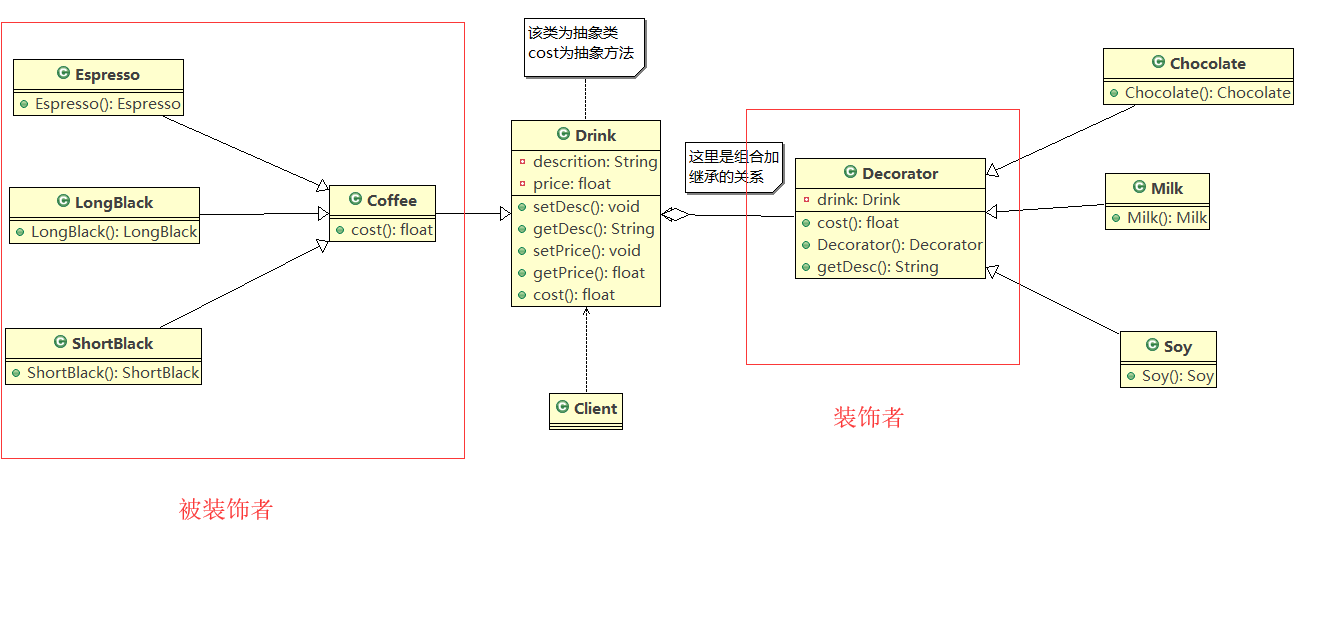 该类为抽象类
cost为抽象方法
Espresso
Espresso(): Espresso
LongBlack
LongBlack(): LongBlack
ShortBlack
ShortBlack(): ShortBlack
Coffee
cost(): float
被装饰者
Drink
descrition: String
price: float
setDesc(): void
getDesc(): String
setPrice(): void
getPrice(): float
cost(): float
Client
这里是组合加
继承的关系
Decorator
drink: Drink
cost(): float
Decorator(): Decorator
getDesc(): String
装饰者
Chocolate
Chocolate(): Chocolate
Milk
Milk(): Milk
Soy
Soy(): Soy